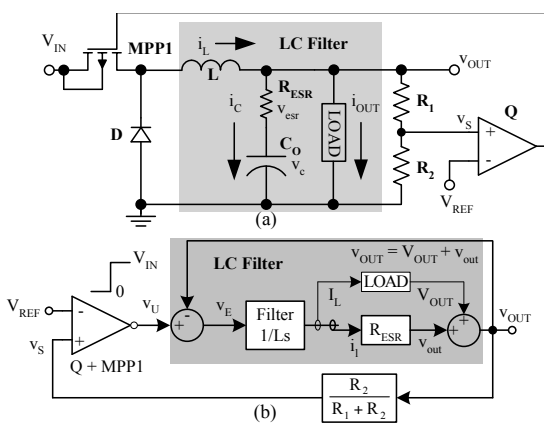 V_IN
MPP1
i_L
LC Filter
v_OUT
L
R_ESR
v_esr
i_C
i_OUT
R_1
v_S
Q
D
LOAD
+
C_O
v_c
R_2
-
V_REF
(a)
v_OUT = V_OUT + v_out
V_IN
0
LC Filter
V_REF
-
v_U
+
-
v_E
Filter
1/Ls
I_L
LOAD
V_OUT
v_S
+
i_l
R_ESR
v_out
+
+
v_OUT
Q + MPP1
R_2
R_1 + R_2
(b)